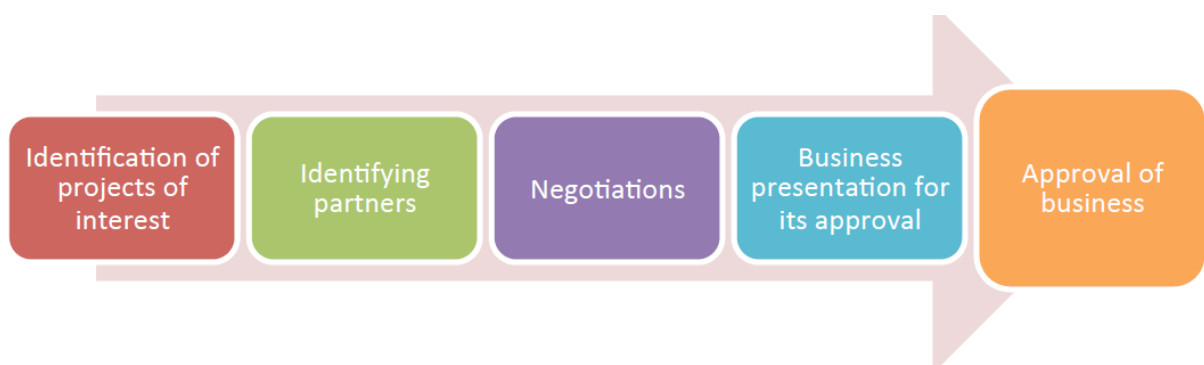 Identification of
projects of
interest
Identifying
partners
Negotiations
Business
presentation for
its approval
Approval of
business